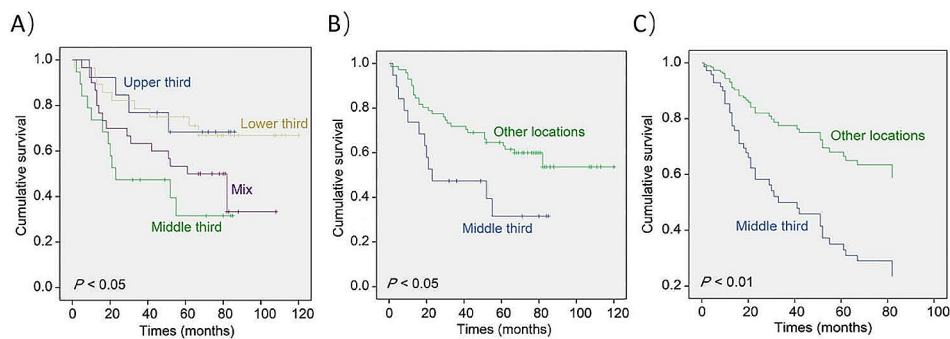 A)
1.0
0.8
0.6
0.4
0.2
0.0
Cumulative survival
Upper third
Lower third
Mix
Middle third
P < 0.05
0 20 40 60 80 100 120
Times (months)
B)
1.0
0.8
0.6
0.4
0.2
0.0
Cumulative survival
Other locations
Middle third
P < 0.05
0 20 40 60 80 100 120
Times (months)
C)
1.0
0.8
0.6
0.4
0.2
Cumulative survival
Other locations
Middle third
P < 0.01
0 20 40 60 80 100
Times (months)